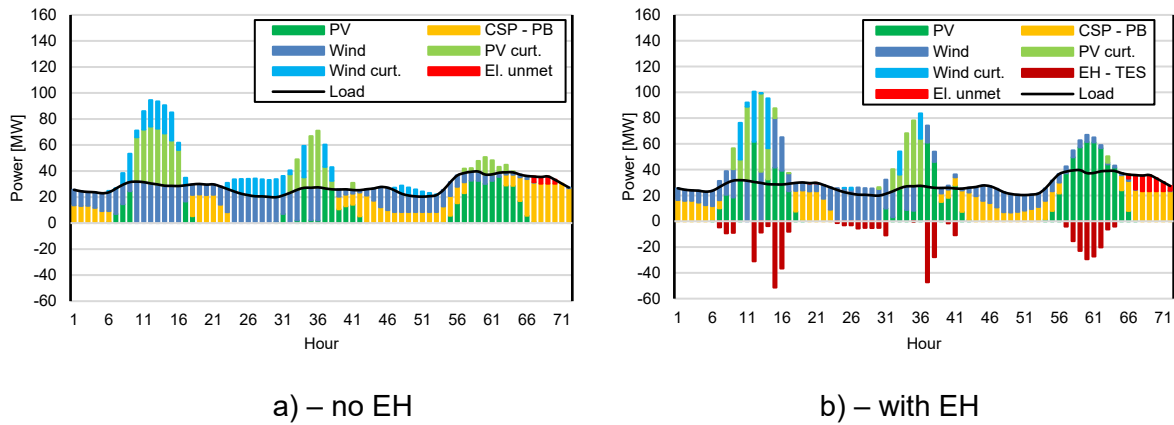 160
140
120
100
80
60
40
20
0
-20
-40
-60
Power [MW]
PV
CSP - PB
Wind
PV curt.
Wind curt.
El. unmet
Load
1 6 11 16 21 26 31 36 41 46 51 56 61 66 71
Hour
a) – no EH
160
140
120
100
80
60
40
20
0
-20
-40
-60
Power [MW]
PV
CSP - PB
Wind
PV curt.
Wind curt.
EH - TES
El. unmet
Load
1 6 11 16 21 26 31 36 41 46 51 56 61 66 71
Hour
b) – with EH